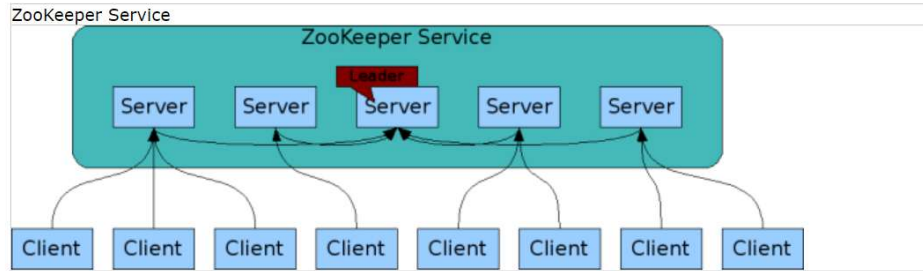 ZooKeeper Service
ZooKeeper Service
Leader
Server Server Server Server Server
Client Client Client Client Client Client Client Client